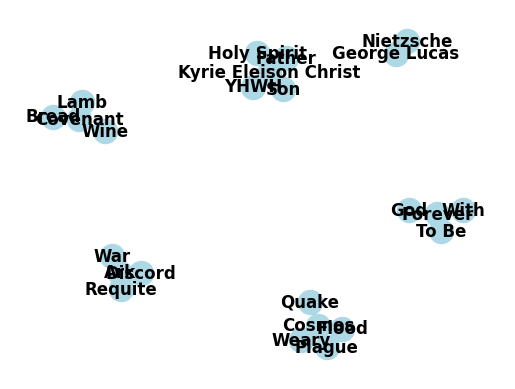 Nietzsche
George Lucas
Holy Spirit
Father
Kyrie Eleison Christ
YHWH
Son
Lamb
Bread
Covenant
Wine
God
Forever
With
To Be
War
Ark
Discord
Requite
Quake
Cosmos
Flood
Weary
Plague